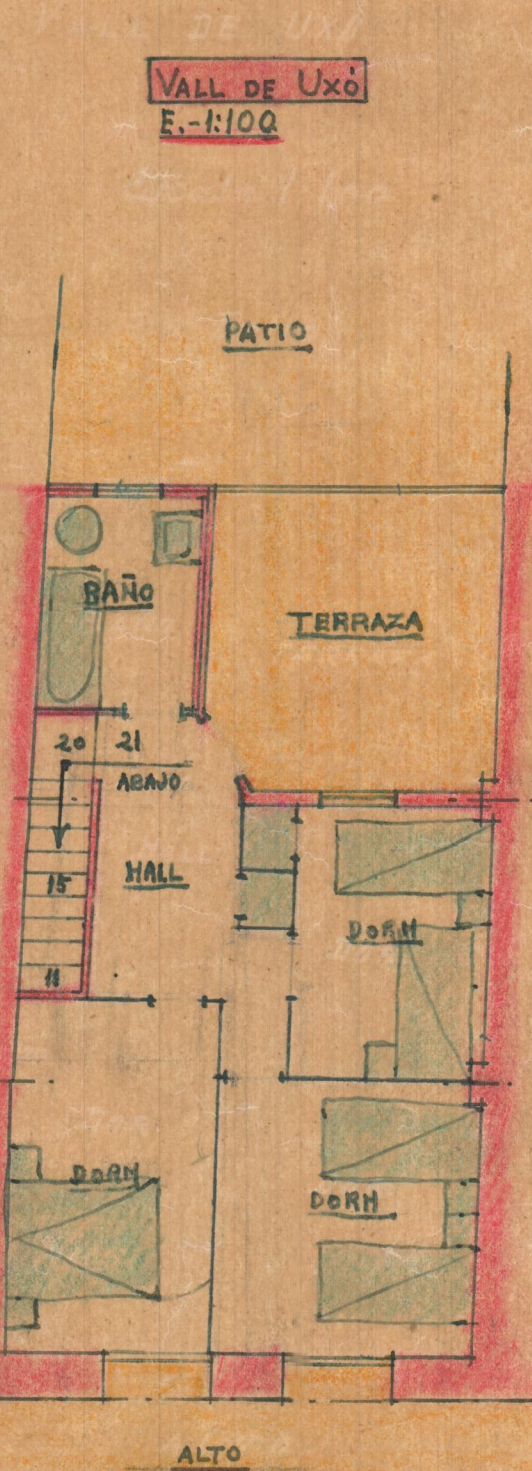 VALL DE UXÓ
E.-1:100
PATIO
BAÑO
TERRAZA
20 21
ABAJO
15
HALL
DORM
11
DORM
DORM
ALTO